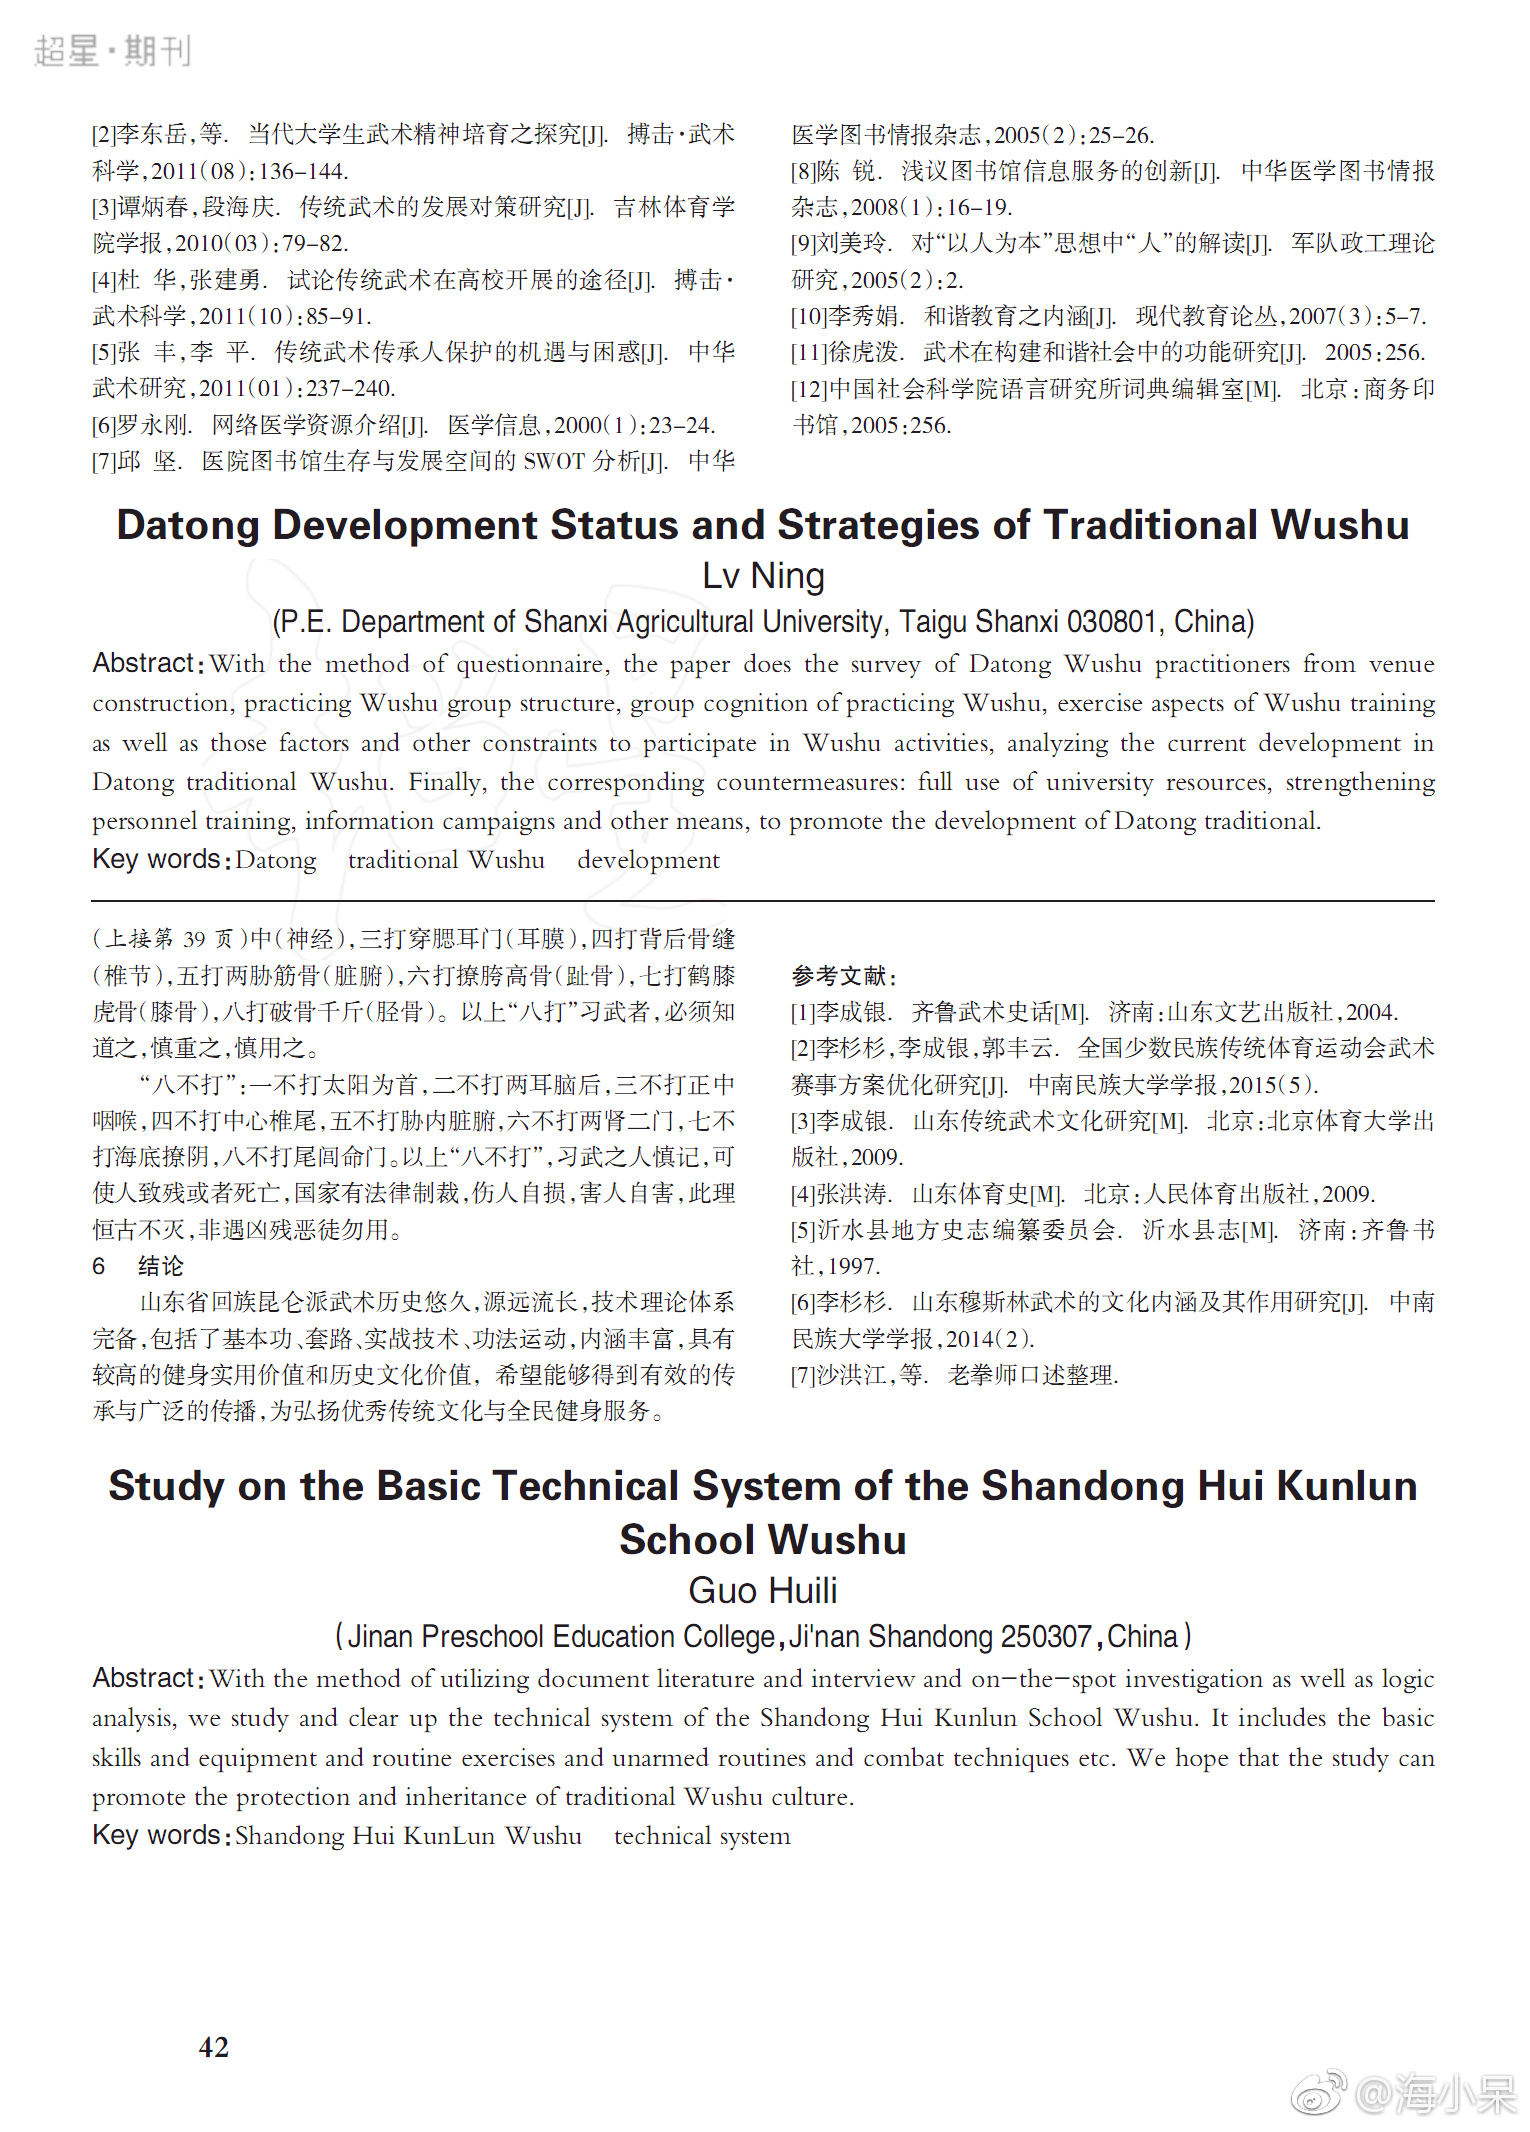 超星·期刊
[2]李东岳,等. 当代大学生武术精神培育之探究[J]. 搏击·武术
科学,2011(08):136-144.
[3]谭炳春,段海庆. 传统武术的发展对策研究[J]. 吉林体育学
院学报,2010(03):79-82.
[4]杜 华,张建勇. 试论传统武术在高校开展的途径[J]. 搏击·
武术科学,2011(10):85-91.
[5]张 丰,李 平. 传统武术传承人保护的机遇与困惑[J]. 中华
武术研究,2011(01):237-240.
[6]罗永刚. 网络医学资源介绍[J]. 医学信息,2000(1):23-24.
[7]邱 坚. 医院图书馆生存与发展空间的 SWOT 分析[J]. 中华
医学图书情报杂志,2005(2):25-26.
[8]陈 锐. 浅议图书馆信息服务的创新[J]. 中华医学图书情报
杂志,2008(1):16-19.
[9]刘美玲. 对“以人为本”思想中“人”的解读[J]. 军队政工理论
研究,2005(2):2.
[10]李秀娟. 和谐教育之内涵[J]. 现代教育论丛,2007(3):5-7.
[11]徐虎泼. 武术在构建和谐社会中的功能研究[J]. 2005:256.
[12]中国社会科学院语言研究所词典编辑室[M]. 北京:商务印
书馆,2005:256.
Datong Development Status and Strategies of Traditional Wushu
Lv Ning
(P.E. Department of Shanxi Agricultural University, Taigu Shanxi 030801, China)
Abstract:With the method of questionnaire, the paper does the survey of Datong Wushu practitioners from venue
construction, practicing Wushu group structure, group cognition of practicing Wushu, exercise aspects of Wushu training
as well as those factors and other constraints to participate in Wushu activities, analyzing the current development in
Datong traditional Wushu. Finally, the corresponding countermeasures: full use of university resources, strengthening
personnel training, information campaigns and other means, to promote the development of Datong traditional.
Key words:Datong traditional Wushu development
(上接第 39 页)中(神经),三打穿腮耳门(耳膜),四打背后骨缝
(椎节),五打两胁筋骨(脏腑),六打撩胯高骨(趾骨),七打鹤膝
虎骨(膝骨),八打破骨千斤(胫骨)。以上“八打”习武者,必须知
道之,慎重之,慎用之。
“八不打”:一不打太阳为首,二不打两耳脑后,三不打正中
咽喉,四不打中心椎尾,五不打胁内脏腑,六不打两肾二门,七不
打海底撩阴,八不打尾闾命门。以上“八不打”,习武之人慎记,可
使人致残或者死亡,国家有法律制裁,伤人自损,害人自害,此理
恒古不灭,非遇凶残恶徒勿用。
6 结论
山东省回族昆仑派武术历史悠久,源远流长,技术理论体系
完备,包括了基本功、套路、实战技术、功法运动,内涵丰富,具有
较高的健身实用价值和历史文化价值, 希望能够得到有效的传
承与广泛的传播,为弘扬优秀传统文化与全民健身服务。
参考文献:
[1]李成银. 齐鲁武术史话[M]. 济南:山东文艺出版社,2004.
[2]李杉杉,李成银,郭丰云. 全国少数民族传统体育运动会武术
赛事方案优化研究[J]. 中南民族大学学报,2015(5).
[3]李成银. 山东传统武术文化研究[M]. 北京:北京体育大学出
版社,2009.
[4]张洪涛. 山东体育史[M]. 北京:人民体育出版社,2009.
[5]沂水县地方史志编纂委员会. 沂水县志[M]. 济南:齐鲁书
社,1997.
[6]李杉杉. 山东穆斯林武术的文化内涵及其作用研究[J]. 中南
民族大学学报,2014(2).
[7]沙洪江,等. 老拳师口述整理.
Study on the Basic Technical System of the Shandong Hui Kunlun
School Wushu
Guo Huili
(Jinan Preschool Education College,Ji'nan Shandong 250307,China)
Abstract:With the method of utilizing document literature and interview and on-the-spot investigation as well as logic
analysis, we study and clear up the technical system of the Shandong Hui Kunlun School Wushu. It includes the basic
skills and equipment and routine exercises and unarmed routines and combat techniques etc. We hope that the study can
promote the protection and inheritance of traditional Wushu culture.
Key words:Shandong Hui KunLun Wushu technical system
42
@海小呆